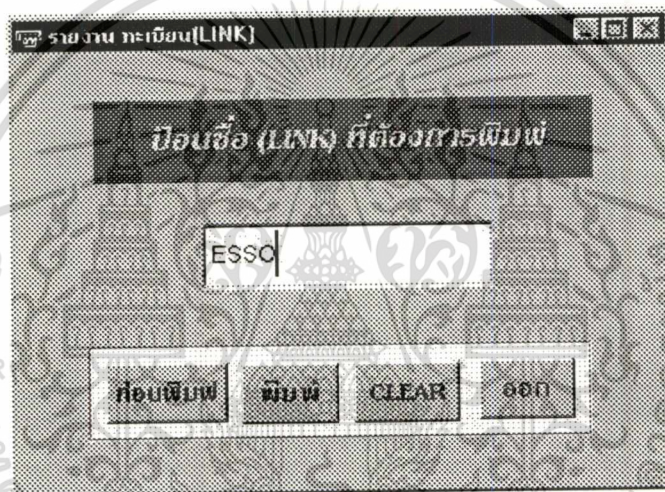 รายงาน ทะเบียน(LINK)
ป้อนชื่อ (LINK) ที่ต้องการพิมพ์
ESSO
ก่อนพิมพ์ พิมพ์ CLEAR ออก